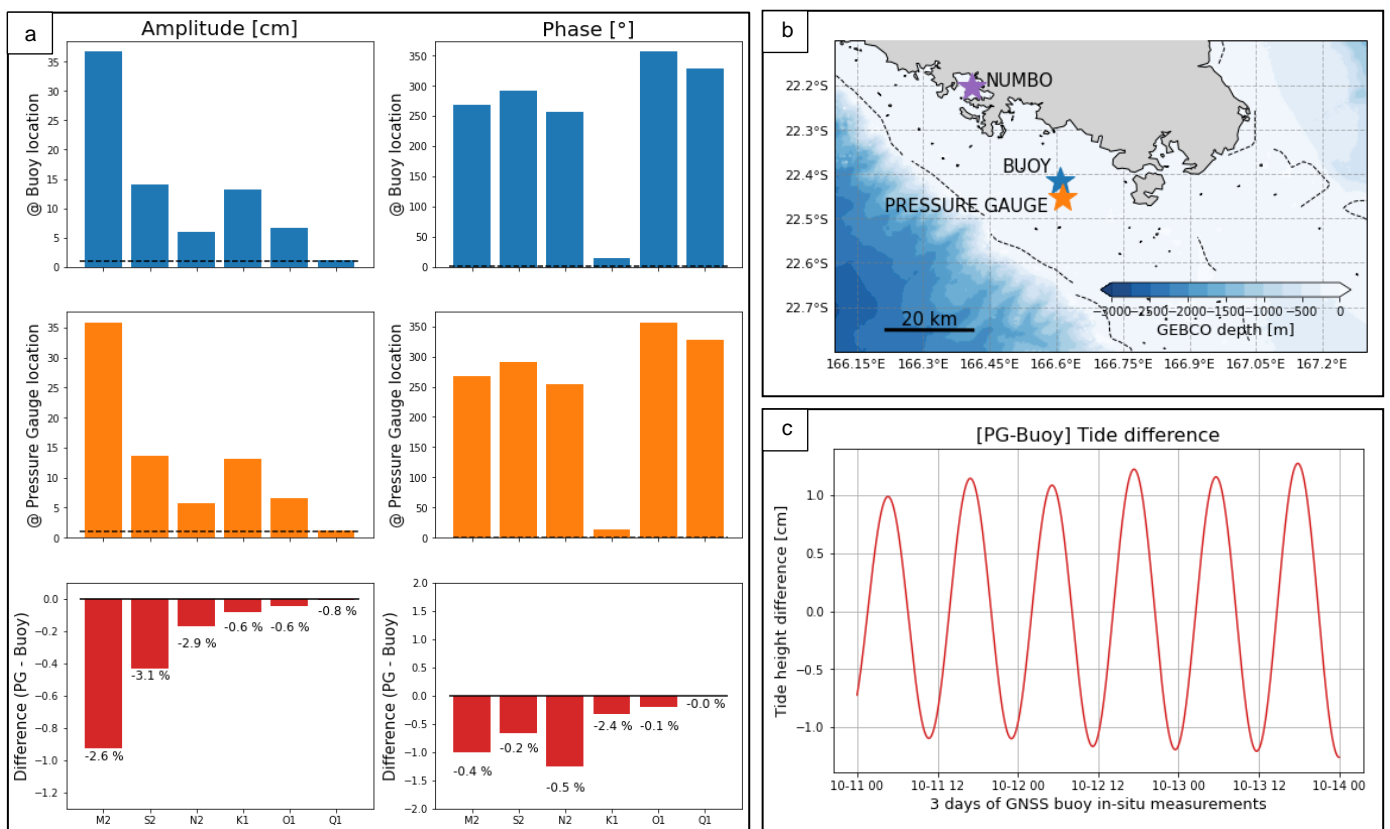 a
Amplitude [cm]
Phase [°]
@ Buoy location
35
30
25
20
15
10
5
0
@ Buoy location
350
300
250
200
150
100
50
0
@ Pressure Gauge location
35
30
25
20
15
10
5
0
@ Pressure Gauge location
350
300
250
200
150
100
50
0
Difference (PG - Buoy)
0.0
−0.2
−0.4
−0.6
−0.8
−1.0
−1.2
-2.6 %
-3.1 %
-2.9 %
-0.6 %
-0.6 %
-0.8 %
M2 S2 N2 K1 O1 Q1
Difference (PG - Buoy)
2.0
1.5
1.0
0.5
0.0
−0.5
−1.0
−1.5
−2.0
-0.4 %
-0.2 %
-0.5 %
-2.4 %
-0.1 %
-0.0 %
M2 S2 N2 K1 O1 Q1
b
22.2°S
22.3°S
22.4°S
22.5°S
22.6°S
22.7°S
NUMBO
BUOY
PRESSURE GAUGE
20 km
−3000 −2500 −2000 −1500 −1000 −500 0
GEBCO depth [m]
166.15°E 166.3°E 166.45°E 166.6°E 166.75°E 166.9°E 167.05°E 167.2°E
c
[PG-Buoy] Tide difference
Tide height difference [cm]
1.0
0.5
0.0
−0.5
−1.0
10-11 00 10-11 12 10-12 00 10-12 12 10-13 00 10-13 12 10-14 00
3 days of GNSS buoy in-situ measurements